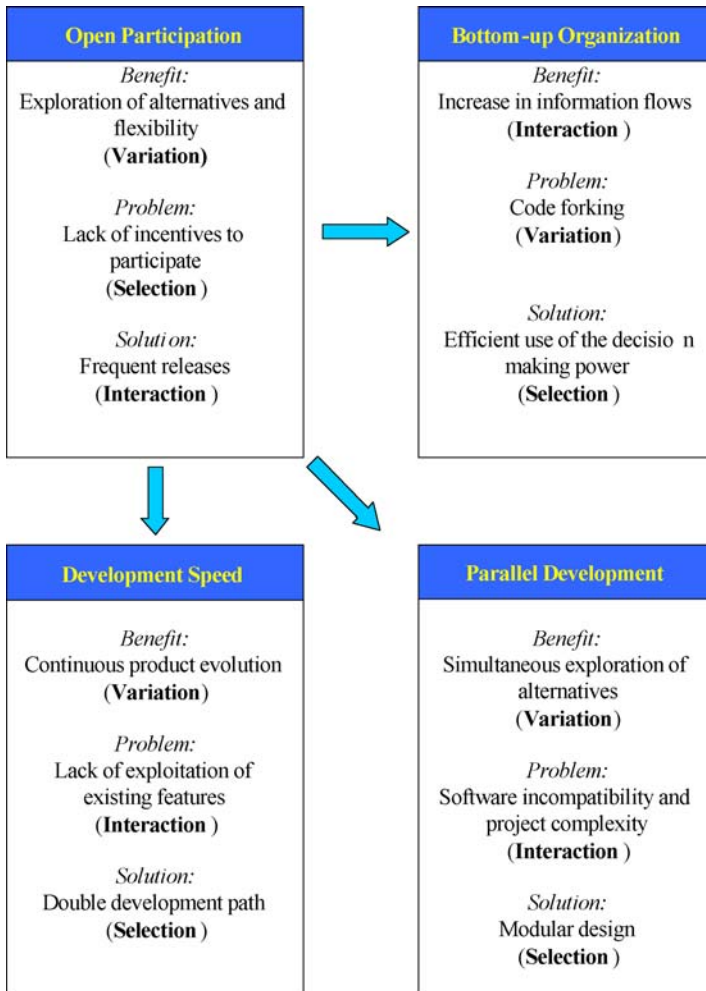 Open Participation
Benefit:
Exploration of alternatives and
flexibility
(Variation)
Problem:
Lack of incentives to
participate
(Selection )
Solution:
Frequent releases
(Interaction )
Bottom-up Organization
Benefit:
Increase in information flows
(Interaction )
Problem:
Code forking
(Variation)
Solution:
Efficient use of the decisio n
making power
(Selection )
Development Speed
Benefit:
Continuous product evolution
(Variation)
Problem:
Lack of exploitation of
existing features
(Interaction )
Solution:
Double development path
(Selection )
Parallel Development
Benefit:
Simultaneous exploration of
alternatives
(Variation)
Problem:
Software incompatibility and
project complexity
(Interaction )
Solution:
Modular design
(Selection )